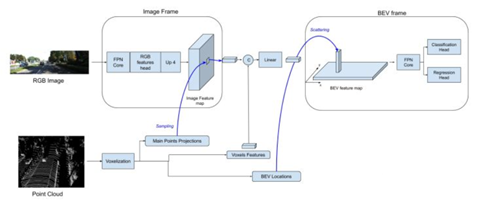 Image Frame
BEV frame
RGB Image
FPN
Core
RGB
features
head
Up 4
Image Feature
map
Sampling
C
Linear
Scattering
BEV feature map
FPN
Core
Classification
Head
Regression
Head
Point Cloud
Voxelization
Main Points Projections
Voxels Features
BEV Locations